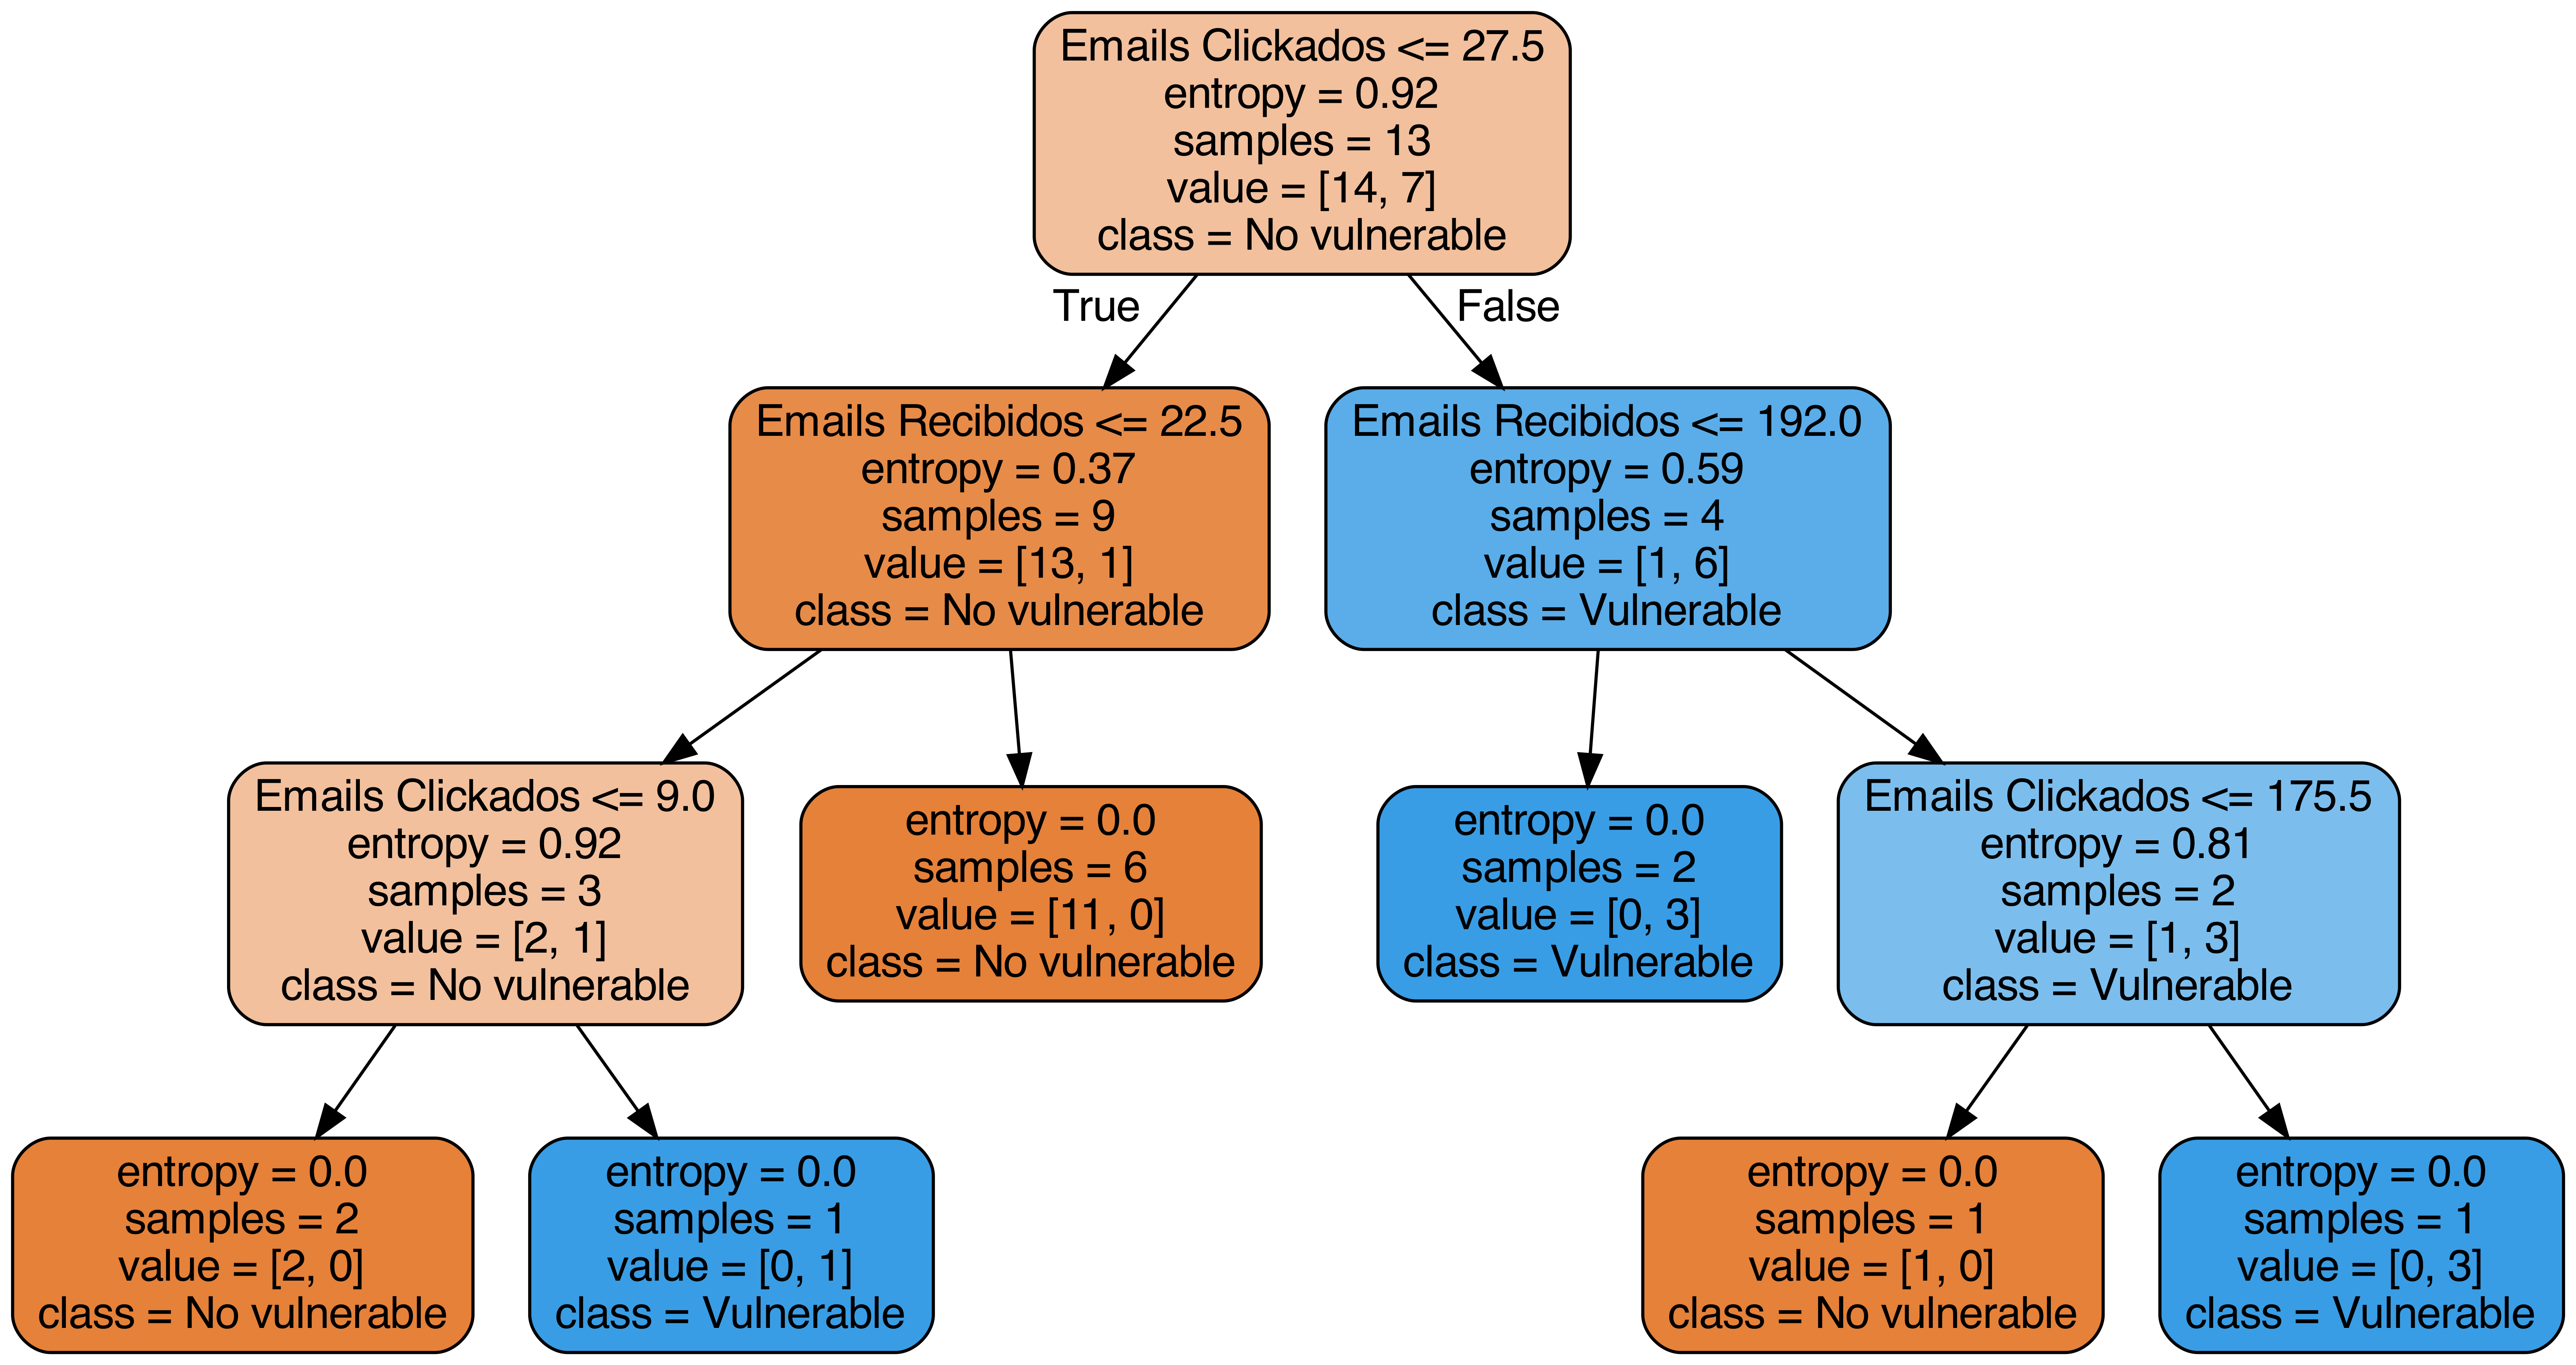 Emails Clickados <= 27.5
entropy = 0.92
samples = 13
value = [14, 7]
class = No vulnerable
True
False
Emails Recibidos <= 22.5
entropy = 0.37
samples = 9
value = [13, 1]
class = No vulnerable
Emails Recibidos <= 192.0
entropy = 0.59
samples = 4
value = [1, 6]
class = Vulnerable
Emails Clickados <= 9.0
entropy = 0.92
samples = 3
value = [2, 1]
class = No vulnerable
entropy = 0.0
samples = 6
value = [11, 0]
class = No vulnerable
entropy = 0.0
samples = 2
value = [0, 3]
class = Vulnerable
Emails Clickados <= 175.5
entropy = 0.81
samples = 2
value = [1, 3]
class = Vulnerable
entropy = 0.0
samples = 2
value = [2, 0]
class = No vulnerable
entropy = 0.0
samples = 1
value = [0, 1]
class = Vulnerable
entropy = 0.0
samples = 1
value = [1, 0]
class = No vulnerable
entropy = 0.0
samples = 1
value = [0, 3]
class = Vulnerable